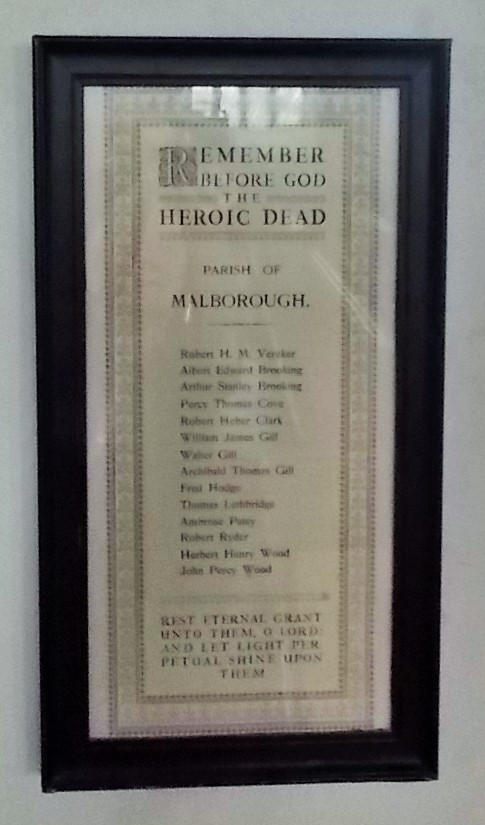 REMEMBER
BEFORE GOD
THE
HEROIC DEAD
PARISH OF
MALBOROUGH.
Robert H. M. Vereker
Albert Edward Brooking
Arthur Stanley Brooking
Percy Thomas Cove
Robert Heber Clark
William James Gill
Walter Gill
Archibald Thomas Gill
Fred Hodge
Thomas Lethbridge
Ambrose Patey
Robert Ryder
Herbert Henry Wood
John Percy Wood
REST ETERNAL GRANT
UNTO THEM, O LORD:
AND LET LIGHT PER
PETUAL SHINE UPON
THEM